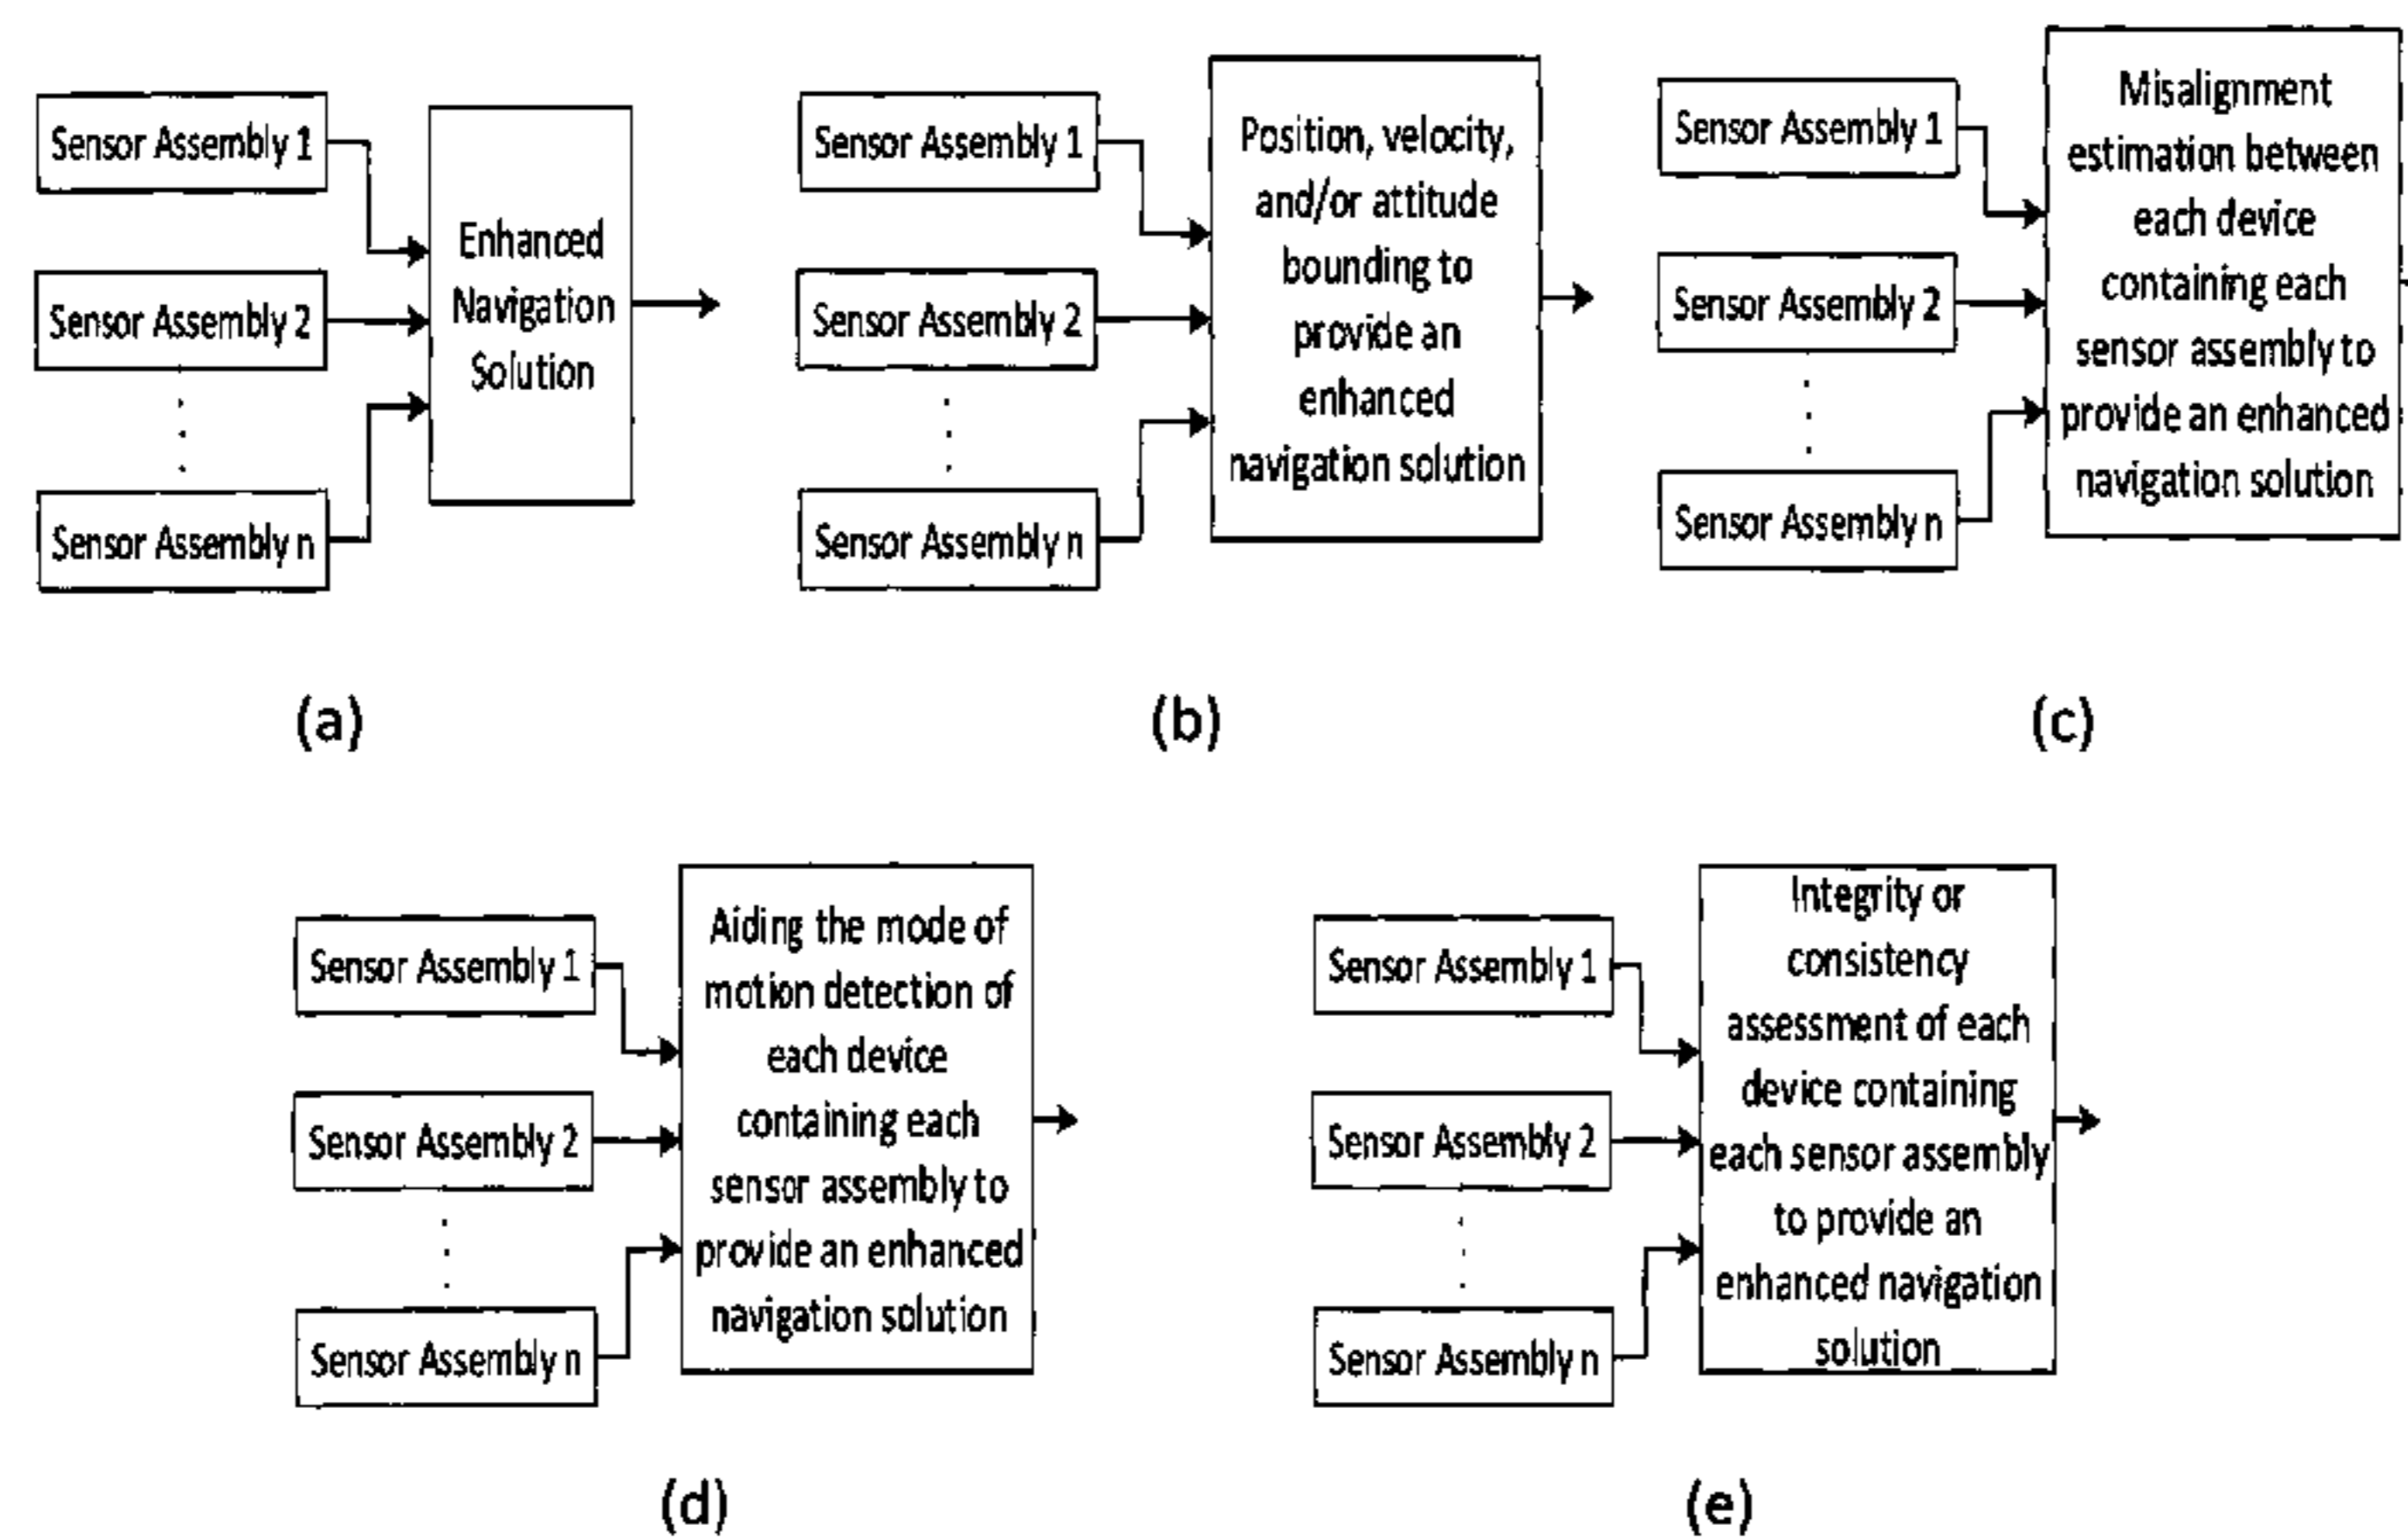 Sensor Assembly 1
Sensor Assembly 2
Sensor Assembly n
Enhanced
Navigation
Solution
(a)
Sensor Assembly 1
Sensor Assembly 2
Sensor Assembly n
Position, velocity,
and/or attitude
bounding to
provide an
enhanced
navigation solution
(b)
Sensor Assembly 1
Sensor Assembly 2
Sensor Assembly n
Misalignment
estimation between
each device
containing each
sensor assembly to
provide an enhanced
navigation solution
(c)
Sensor Assembly 1
Sensor Assembly 2
Sensor Assembly n
Aiding the mode of
motion detection of
each device
containing each
sensor assembly to
provide an enhanced
navigation solution
(d)
Sensor Assembly 1
Sensor Assembly 2
Sensor Assembly n
Integrity or
consistency
assessment of each
device containing
each sensor assembly
to provide an
enhanced navigation
solution
(e)